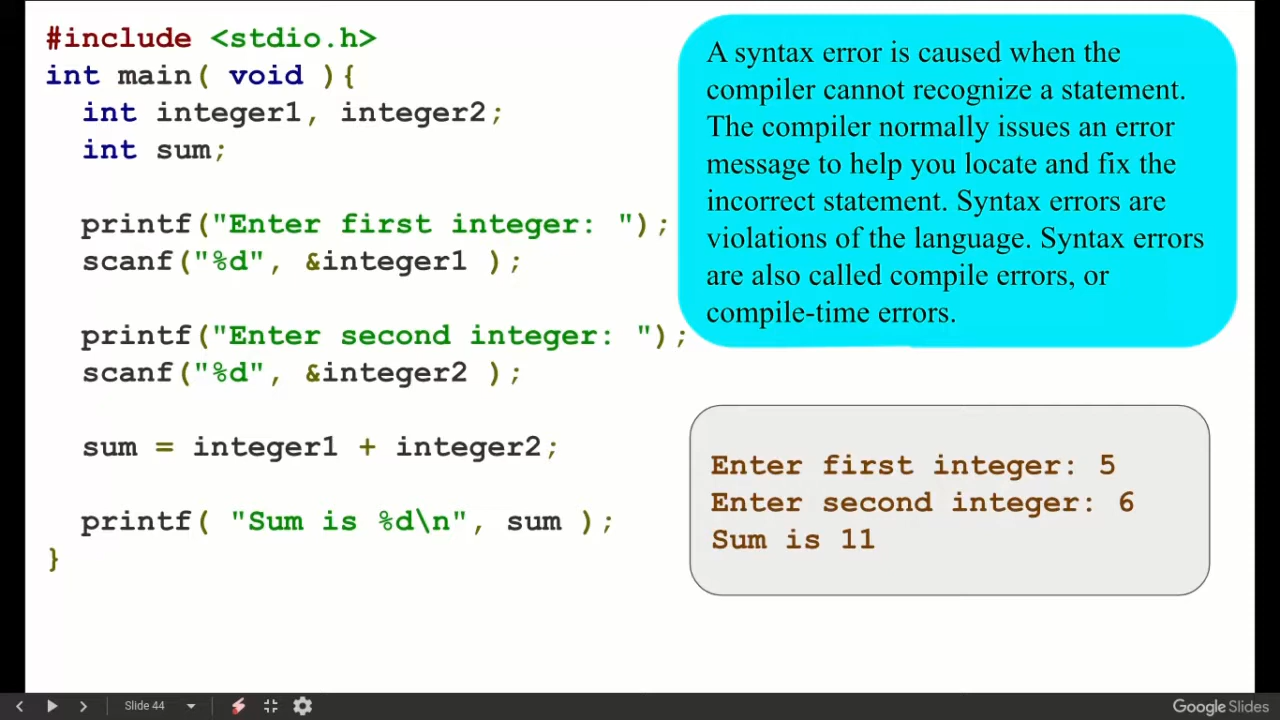 #include <stdio.h>
int main( void ){
  int integer1, integer2;
  int sum;
  printf("Enter first integer: ");
  scanf("%d", &integer1 );
  printf("Enter second integer: ");
  scanf("%d", &integer2 );
  sum = integer1 + integer2;
  printf( "Sum is %d\n", sum );
}
A syntax error is caused when the
compiler cannot recognize a statement.
The compiler normally issues an error
message to help you locate and fix the
incorrect statement. Syntax errors are
violations of the language. Syntax errors
are also called compile errors, or
compile-time errors.
Enter first integer: 5
Enter second integer: 6
Sum is 11
Slide 44
Google Slides